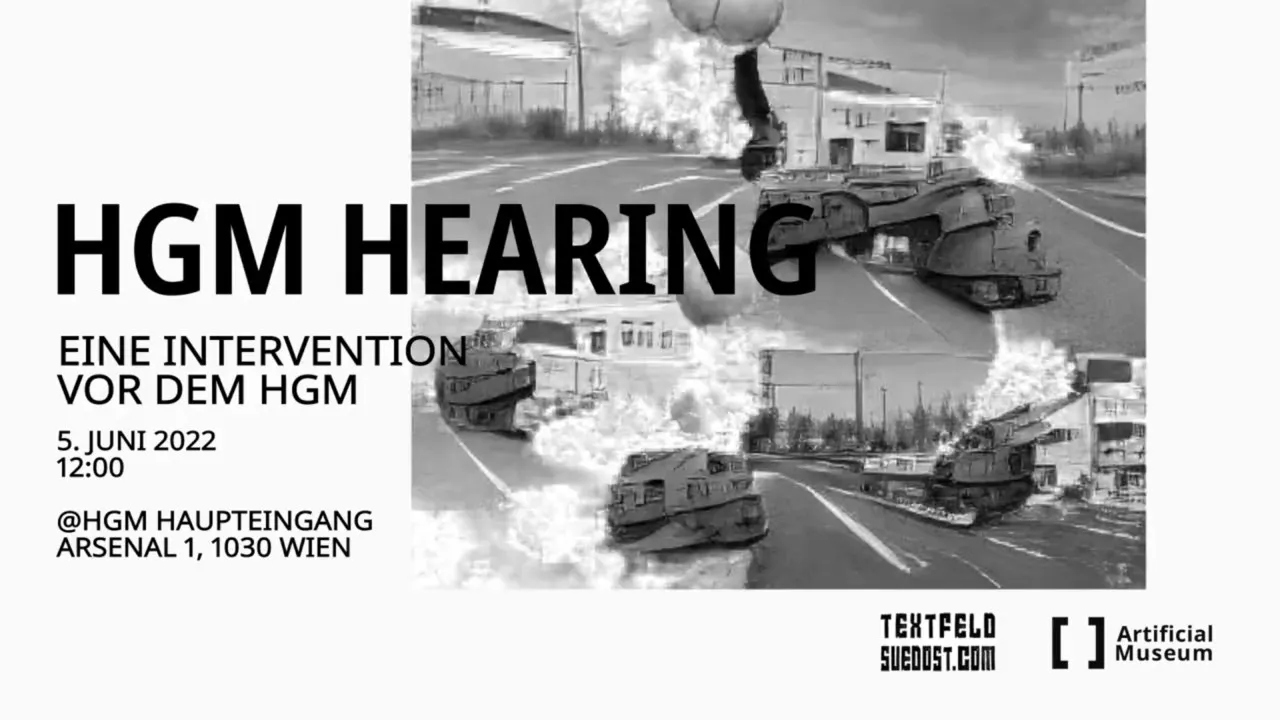 HGM HEARING
EINE INTERVENTION
VOR DEM HGM
5. JUNI 2022
12:00
@HGM HAUPTEINGANG
ARSENAL 1, 1030 WIEN
TEXTFELD
SUEDOST.COM
[ ] Artificial
Museum